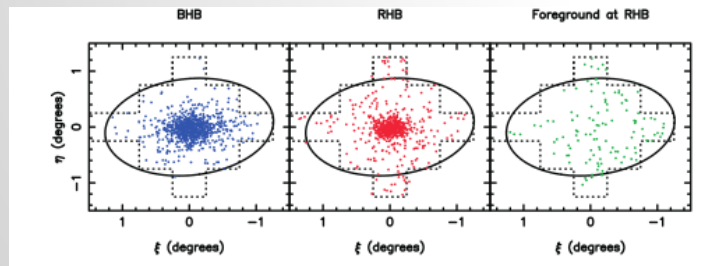 BHB RHB Foreground at RHB
η (degrees)
1
0
-1
1 0 -1 1 0 -1 1 0 -1
ξ (degrees) ξ (degrees) ξ (degrees)